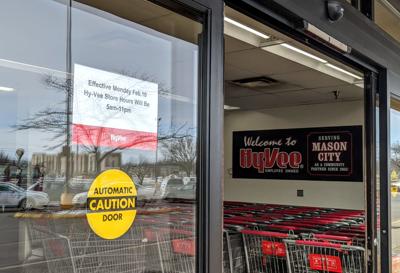 Effective Monday Feb. 10
Hy-Vee Store Hours Will Be
5am-11pm
HyVee
AUTOMATIC
CAUTION
DOOR
Welcome to
HyVee
EMPLOYEE OWNED
SERVING
MASON
CITY
AS A COMMUNITY
PARTNER SINCE